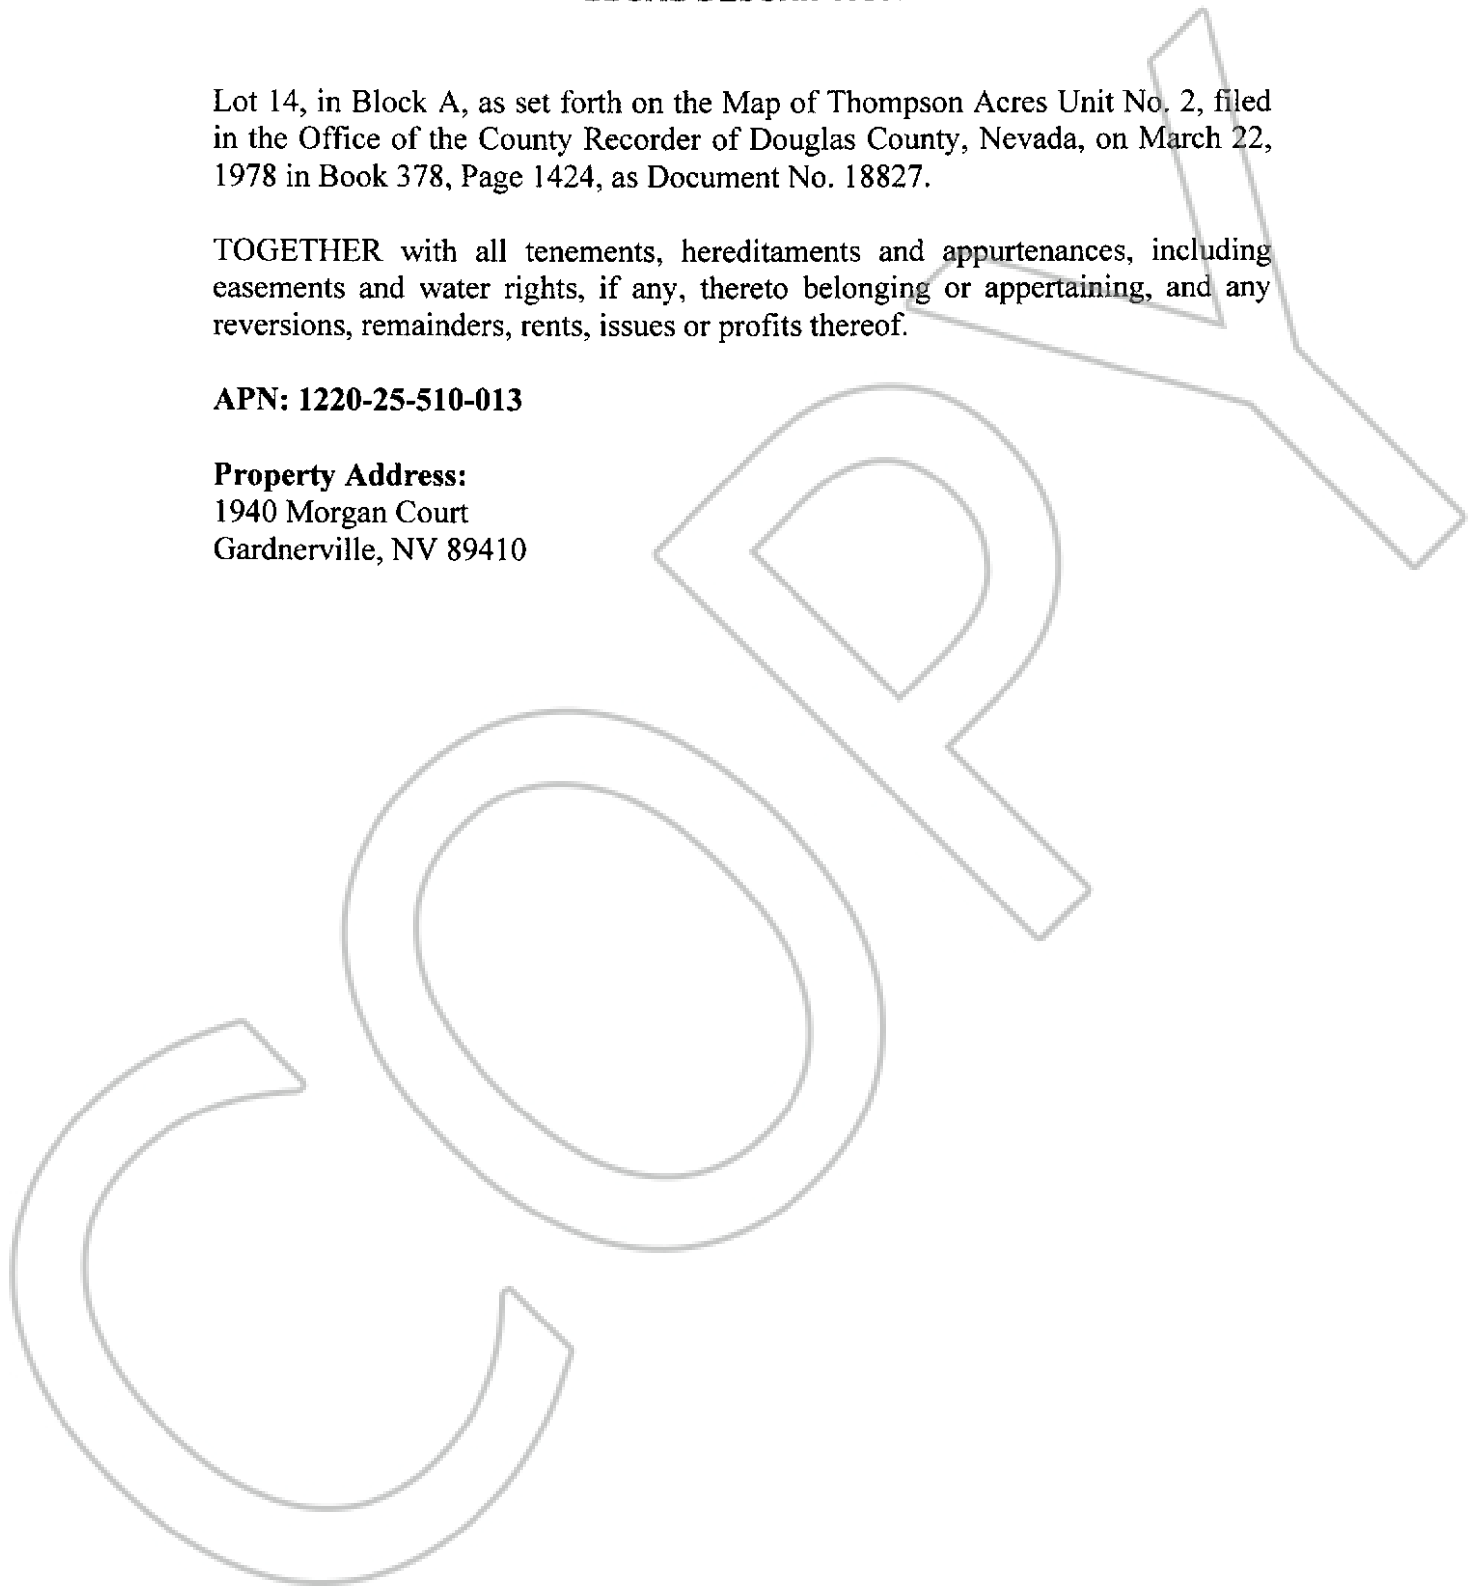 Lot 14, in Block A, as set forth on the Map of Thompson Acres Unit No. 2, filed
in the Office of the County Recorder of Douglas County, Nevada, on March 22,
1978 in Book 378, Page 1424, as Document No. 18827.
TOGETHER with all tenements, hereditaments and appurtenances, including
easements and water rights, if any, thereto belonging or appertaining, and any
reversions, remainders, rents, issues or profits thereof.
APN: 1220-25-510-013
Property Address:
1940 Morgan Court
Gardnerville, NV 89410
COPY